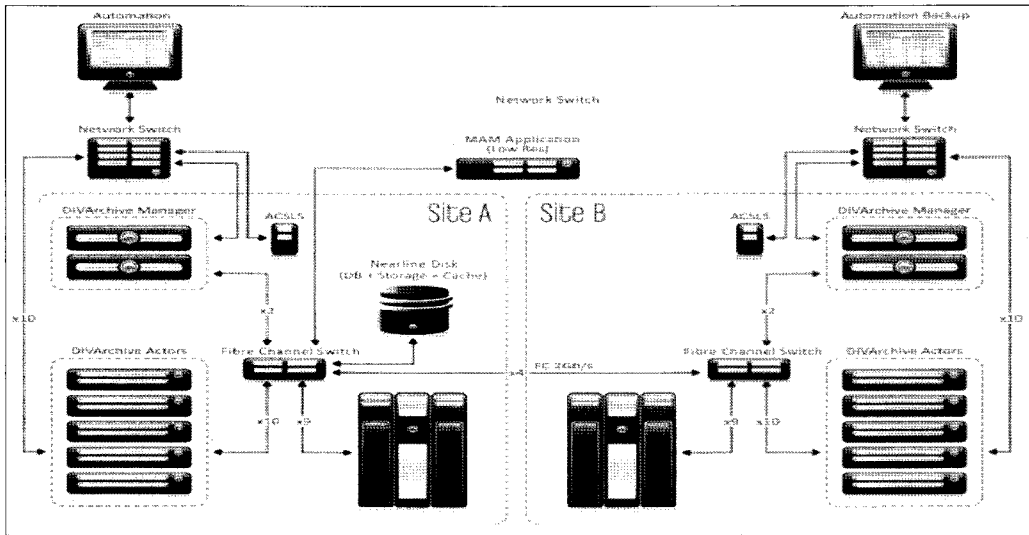 Automation
Automation Backup
Network Switch
Network Switch
Network Switch
MAM Application
(Low Res)
Site A
Site B
DIVArchive Manager
ACSLS
ACSLS
DIVArchive Manager
Nearline Disk
(DB + Storage + Cache)
x10
x2
x2
x10
DIVArchive Actors
Fibre Channel Switch
Fibre Channel Switch
DIVArchive Actors
x4
FC 2Gb/s
x10
x9
x9
x10